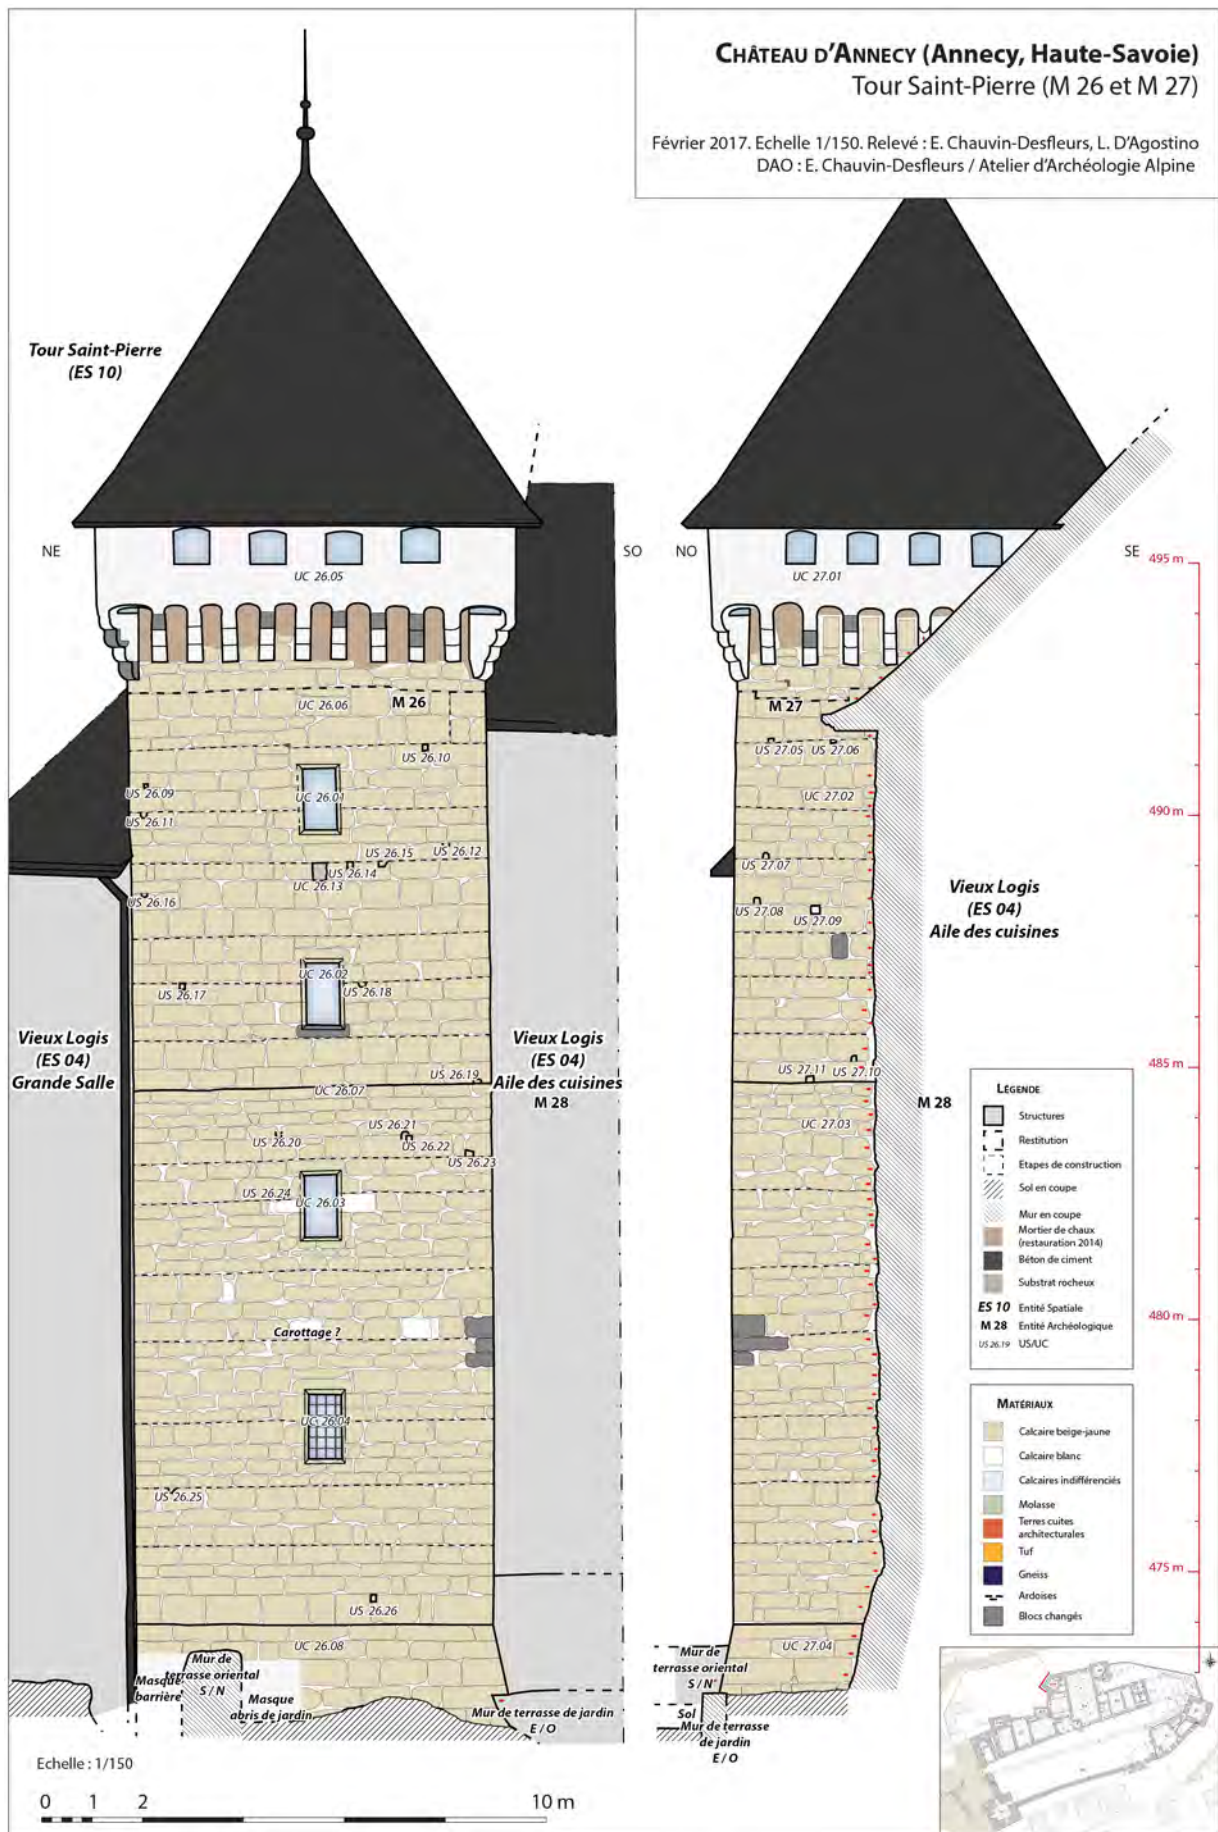 CHÂTEAU D'ANNECY (Annecy, Haute-Savoie)
Tour Saint-Pierre (M 26 et M 27)
Février 2017. Echelle 1/150. Relevé : E. Chauvin-Desfleurs, L. D'Agostino
DAO : E. Chauvin-Desfleurs / Atelier d'Archéologie Alpine
Tour Saint-Pierre
(ES 10)
NE
SO
NO
SE
UC 26.05
UC 26.06
M 26
US 26.10
US 26.09
UC 26.01
US 26.11
US 26.15
US 26.12
US 26.14
UC 26.13
US 26.16
UC 26.02
US 26.17
US 26.18
Vieux Logis
(ES 04)
Grande Salle
Vieux Logis
(ES 04)
Aile des cuisines
M 28
US 26.19
UC 26.07
US 26.21
US 26.20
US 26.22
US 26.23
US 26.24
UC 26.03
Carottage ?
UC 26.04
US 26.25
US 26.26
UC 26.08
Mur de
terrasse oriental
S / N
Masque
barrière
Masque
abris de jardin
Mur de terrasse de jardin
E / O
UC 27.01
M 27
US 27.05
US 27.06
UC 27.02
US 27.07
US 27.08
US 27.09
Vieux Logis
(ES 04)
Aile des cuisines
US 27.11
US 27.10
M 28
UC 27.03
UC 27.04
Mur de
terrasse oriental
S / N
Sol
Mur de terrasse
de jardin
E / O
495 m
490 m
485 m
480 m
475 m
LÉGENDE
Structures
Restitution
Etapes de construction
Sol en coupe
Mur en coupe
Mortier de chaux
(restauration 2014)
Béton de ciment
Substrat rocheux
ES 10 Entité Spatiale
M 28 Entité Archéologique
US 26.19 US/UC
MATÉRIAUX
Calcaire beige-jaune
Calcaire blanc
Calcaires indifférenciés
Molasse
Terres cuites
architecturales
Tuf
Gneiss
Ardoises
Blocs changés
Echelle : 1/150
0 1 2 10 m